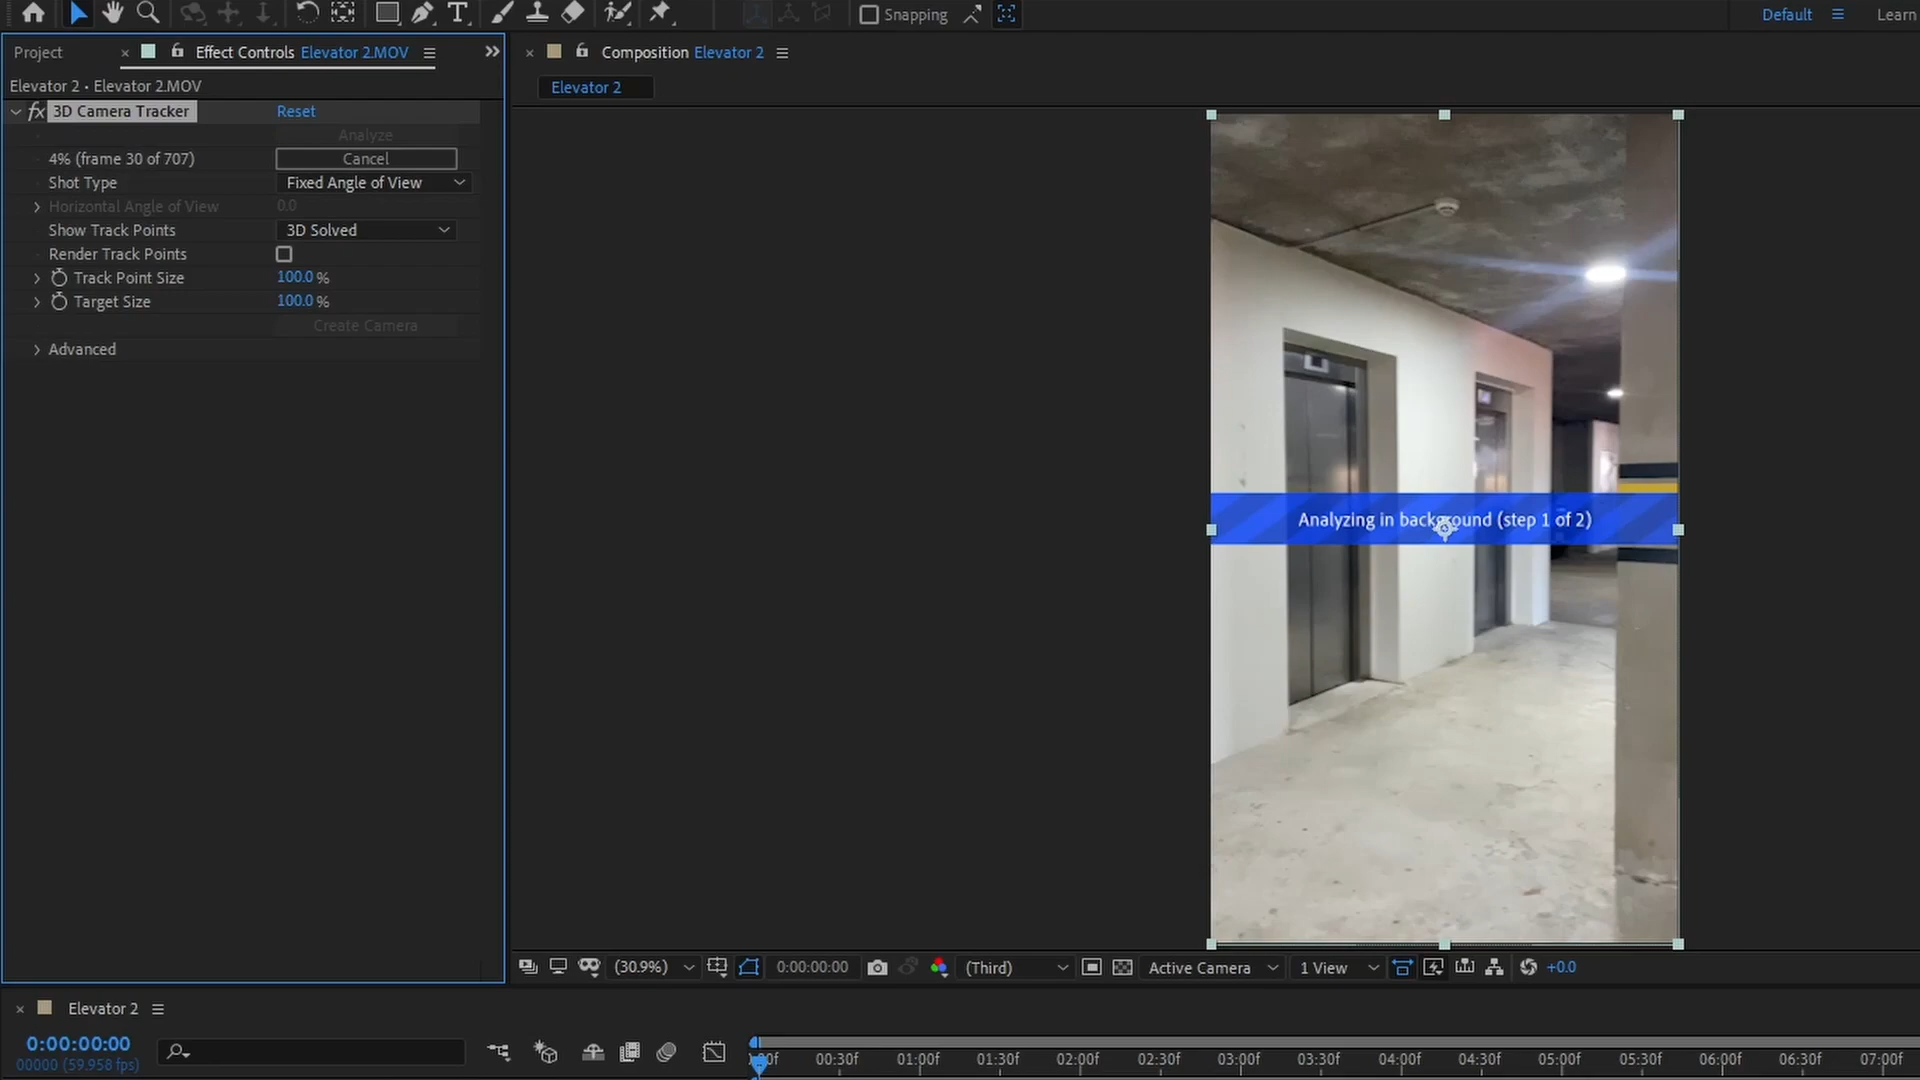 Snapping
Default
Learn
Project
Effect Controls Elevator 2.MOV
Composition Elevator 2
Elevator 2 • Elevator 2.MOV
Elevator 2
fx 3D Camera Tracker Reset
Analyze
4% (frame 30 of 707) Cancel
Shot Type Fixed Angle of View
Horizontal Angle of View 0.0
Show Track Points 3D Solved
Render Track Points
Track Point Size 100.0 %
Target Size 100.0 %
Create Camera
Advanced
Analyzing in background (step 1 of 2)
(30.9%) 0:00:00:00 (Third) Active Camera 1 View +0.0
Elevator 2
0:00:00:00
00000 (59.958 fps)
00f 00:30f 01:00f 01:30f 02:00f 02:30f 03:00f 03:30f 04:00f 04:30f 05:00f 05:30f 06:00f 06:30f 07:00f